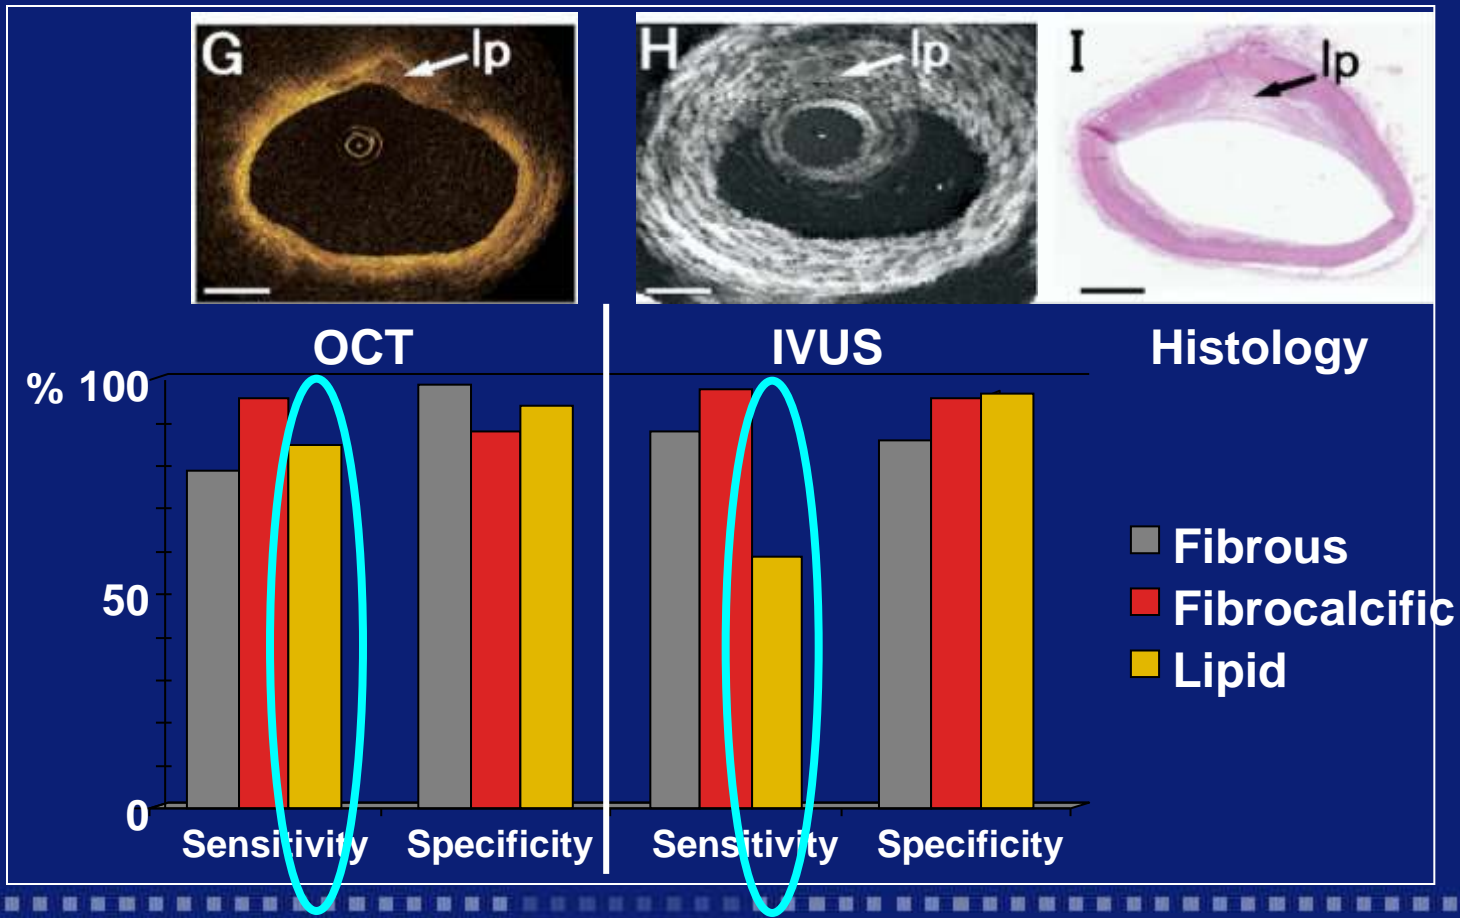 G lp
H lp
I lp
OCT
IVUS
Histology
% 100
50
0
Sensitivity
Specificity
Sensitivity
Specificity
Fibrous
Fibrocalcific
Lipid